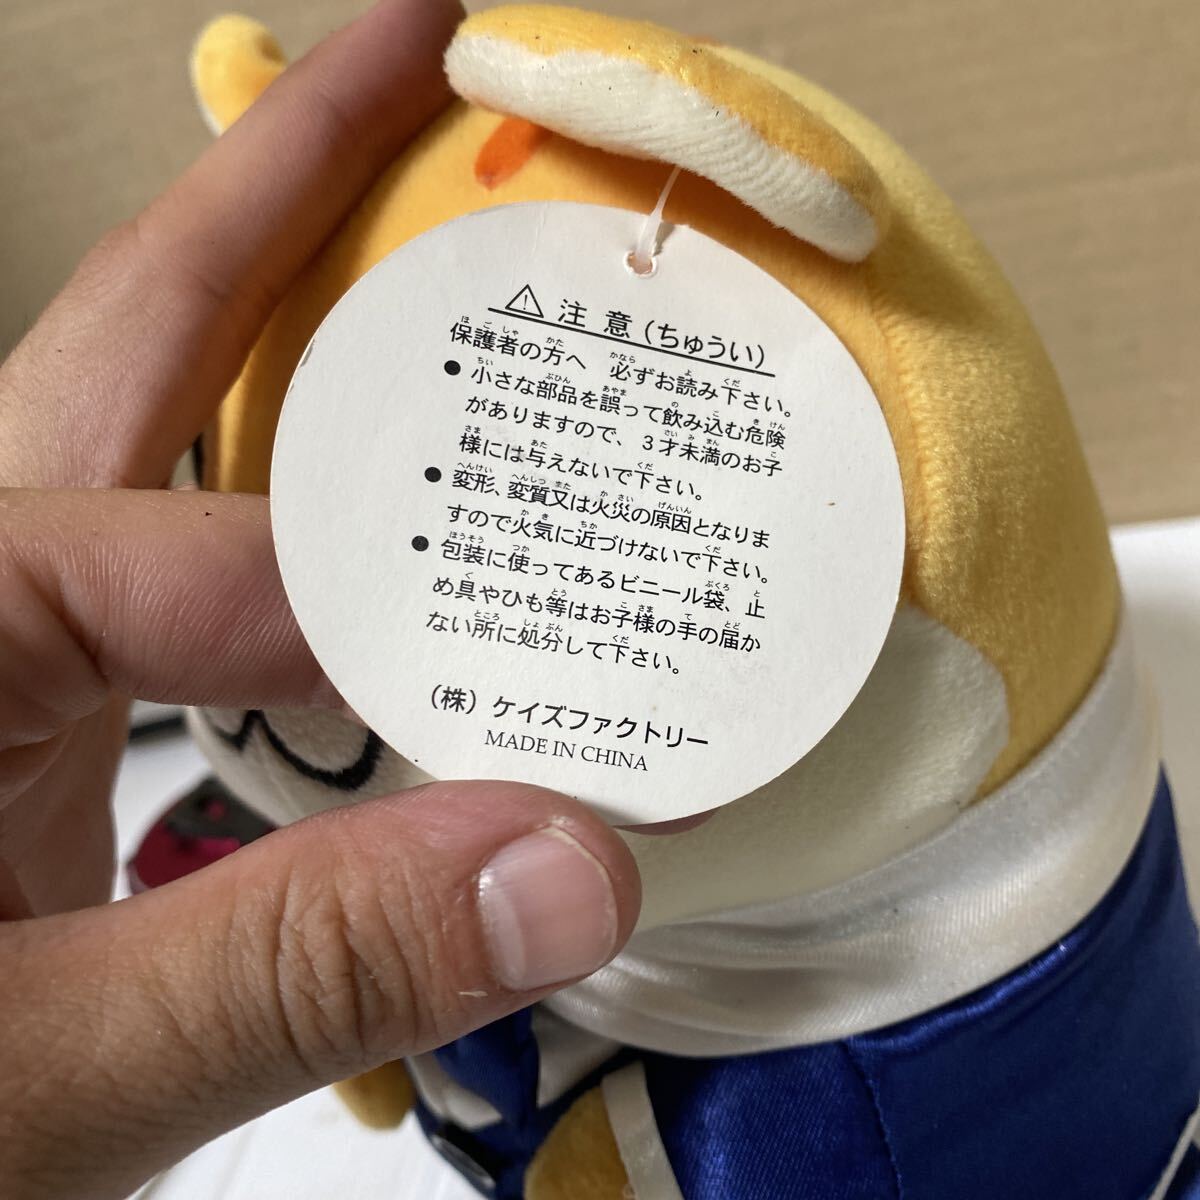 ⚠ 注意(ちゅうい)
保護者の方へ 必ずお読み下さい。
● 小さな部品を誤って飲み込む危険
がありますので、3才未満のお子
様には与えないで下さい。
● 変形、変質又は火災の原因となりま
すので火気に近づけないで下さい。
● 包装に使ってあるビニール袋、止
め具やひも等はお子様の手の届か
ない所に処分して下さい。
(株)ケイズファクトリー
MADE IN CHINA